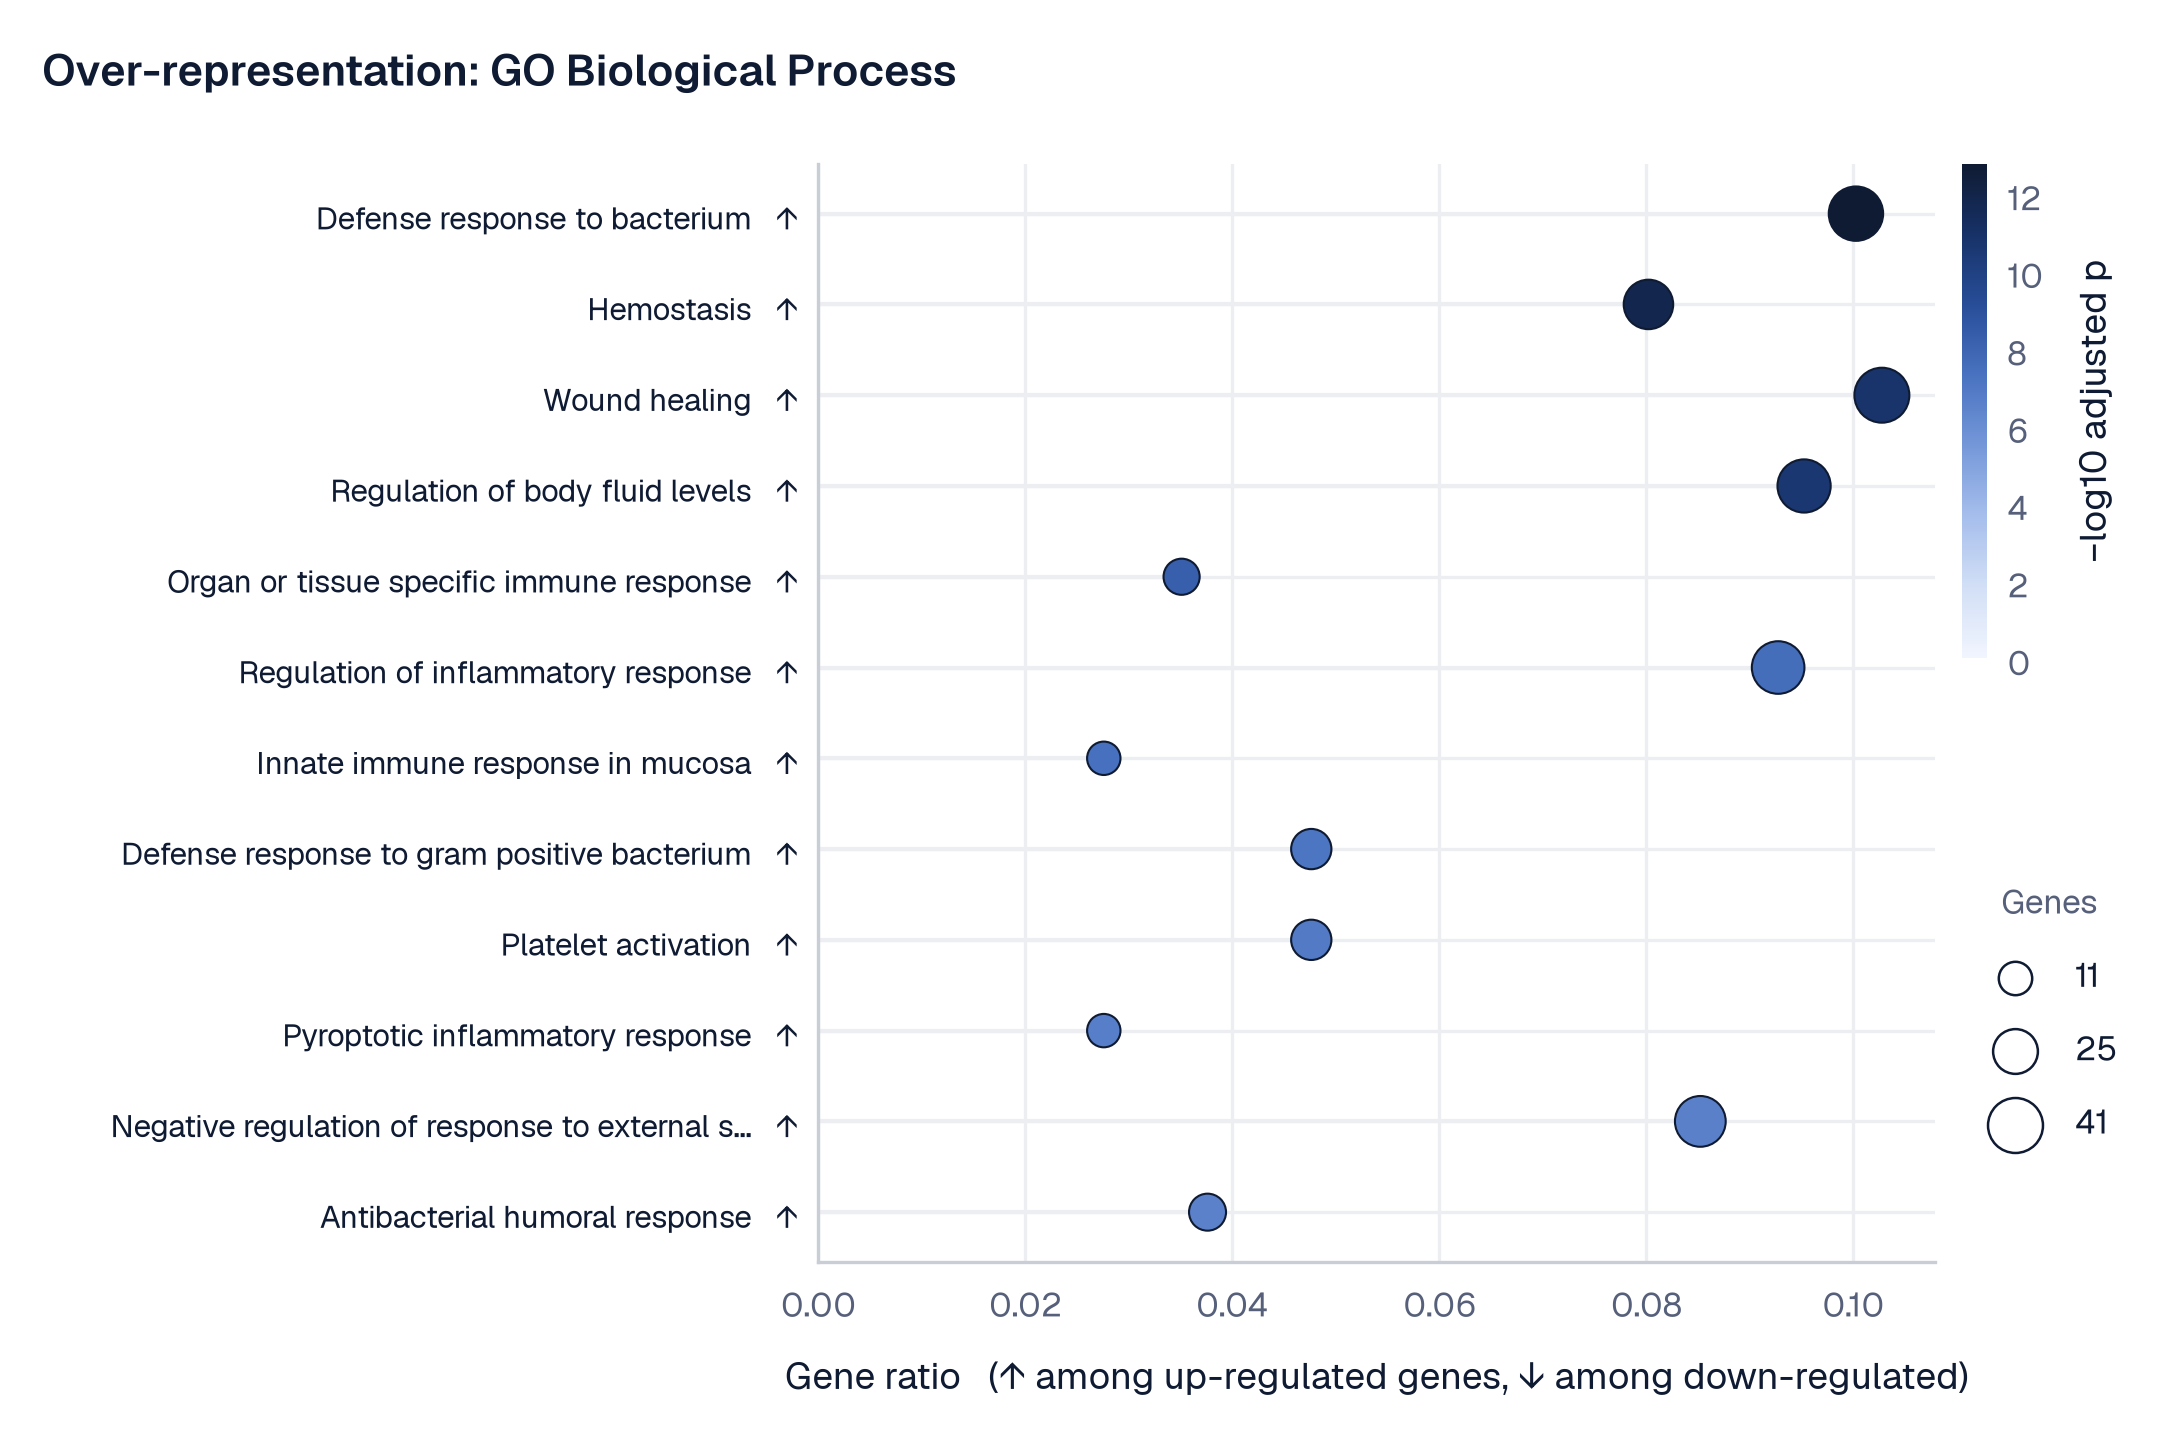 Over-representation: GO Biological Process
Defense response to bacterium ↑
Hemostasis ↑
Wound healing ↑
Regulation of body fluid levels ↑
Organ or tissue specific immune response ↑
Regulation of inflammatory response ↑
Innate immune response in mucosa ↑
Defense response to gram positive bacterium ↑
Platelet activation ↑
Pyroptotic inflammatory response ↑
Negative regulation of response to external s... ↑
Antibacterial humoral response ↑
0.00 0.02 0.04 0.06 0.08 0.10
Gene ratio (↑ among up-regulated genes, ↓ among down-regulated)
12
10
8
6
4
2
0
−log10 adjusted p
Genes
11
25
41